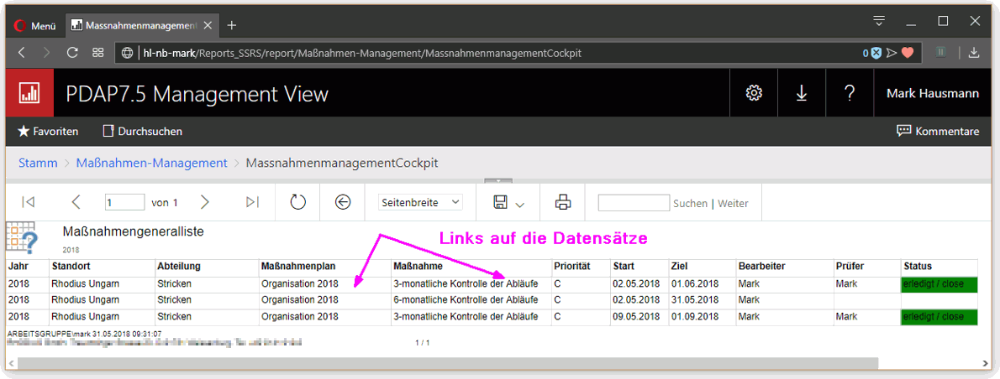 Menü
Massnahmenmanagement
hl-nb-mark/Reports_SSRS/report/Maßnahmen-Management/MassnahmenmanagementCockpit
0
PDAP7.5 Management View
?
Mark Hausmann
Favoriten
Durchsuchen
Kommentare
Stamm > Maßnahmen-Management > MassnahmenmanagementCockpit
1 von 1
Seitenbreite
Suchen | Weiter
Maßnahmengeneralliste
Links auf die Datensätze
2018
Jahr Standort Abteilung Maßnahmenplan Maßnahme Priorität Start Ziel Bearbeiter Prüfer Status
2018 Rhodius Ungarn Stricken Organisation 2018 3-monatliche Kontrolle der Abläufe C 02.05.2018 01.06.2018 Mark Mark erledigt / close
2018 Rhodius Ungarn Stricken Organisation 2018 6-monatliche Kontrolle der Abläufe C 02.05.2018 31.05.2018 Mark
2018 Rhodius Ungarn Stricken Organisation 2018 3-monatliche Kontrolle der Abläufe C 09.05.2018 01.09.2018 Mark Mark erledigt / close
ARBEITSGRUPPE\mark 31.05.2018 09:31:07
1 / 1